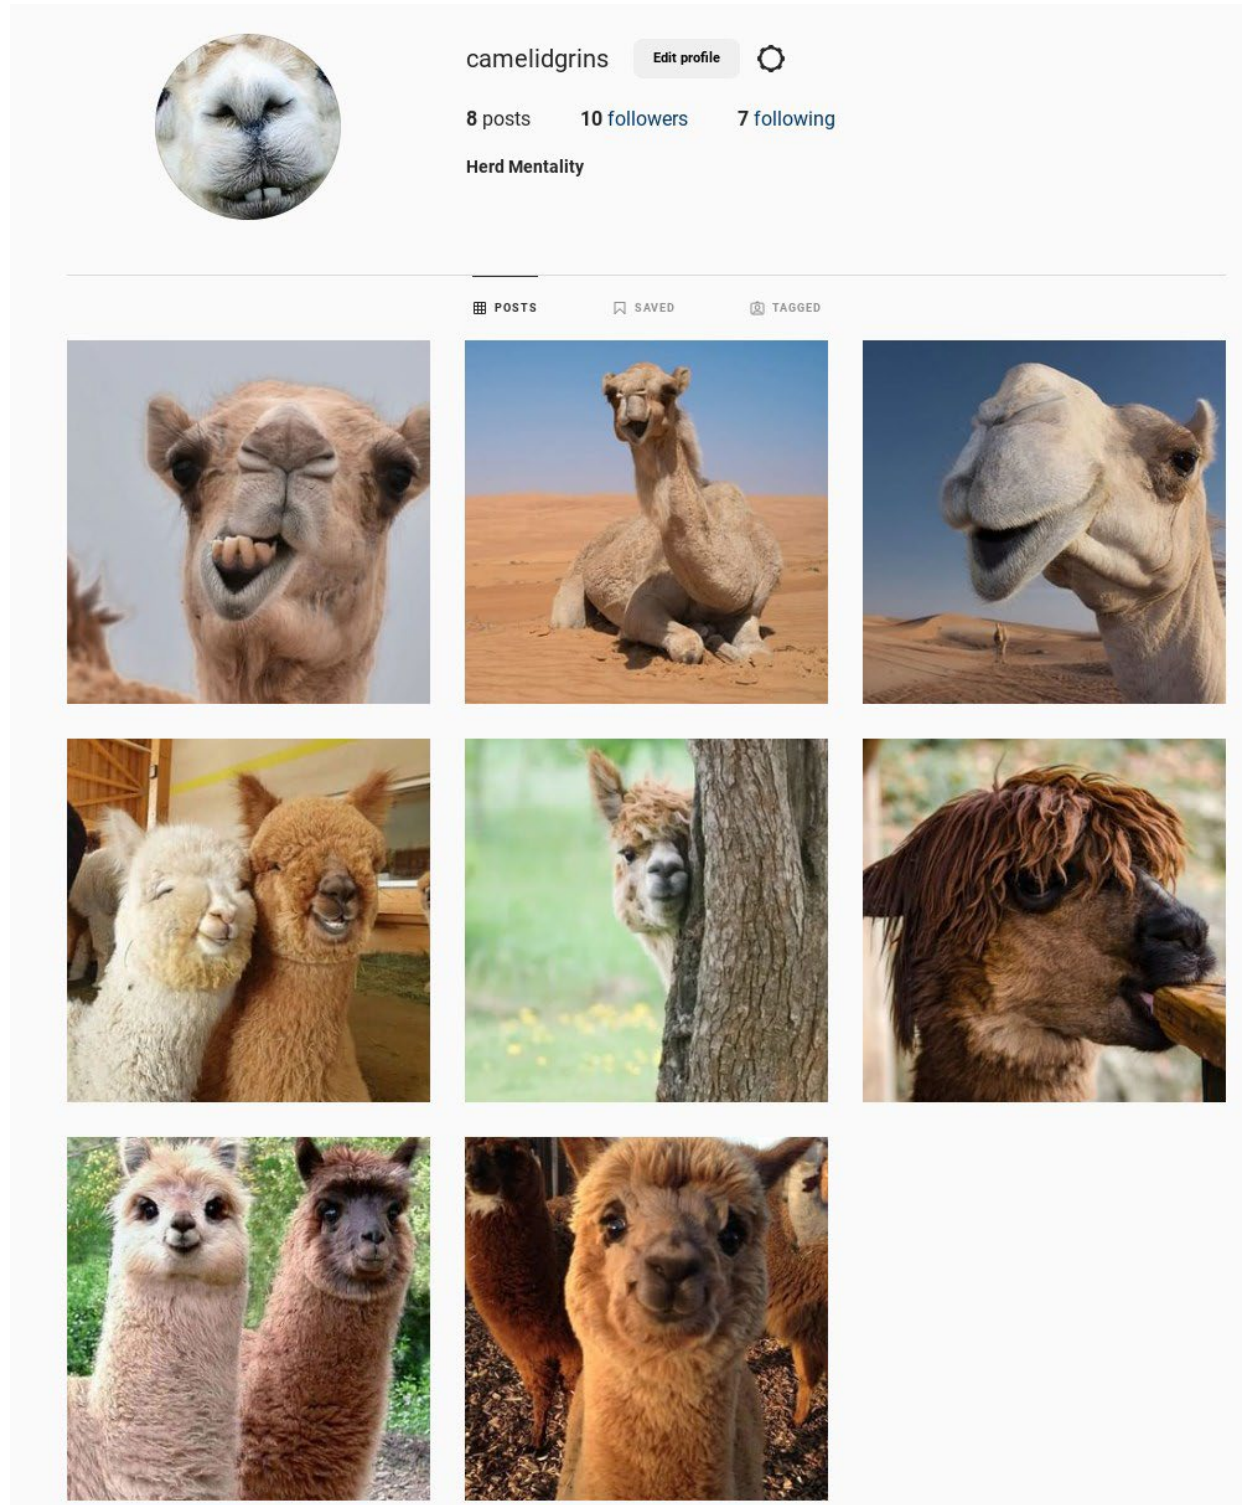 camelidgrins Edit profile
8 posts 10 followers 7 following
Herd Mentality
POSTS SAVED TAGGED